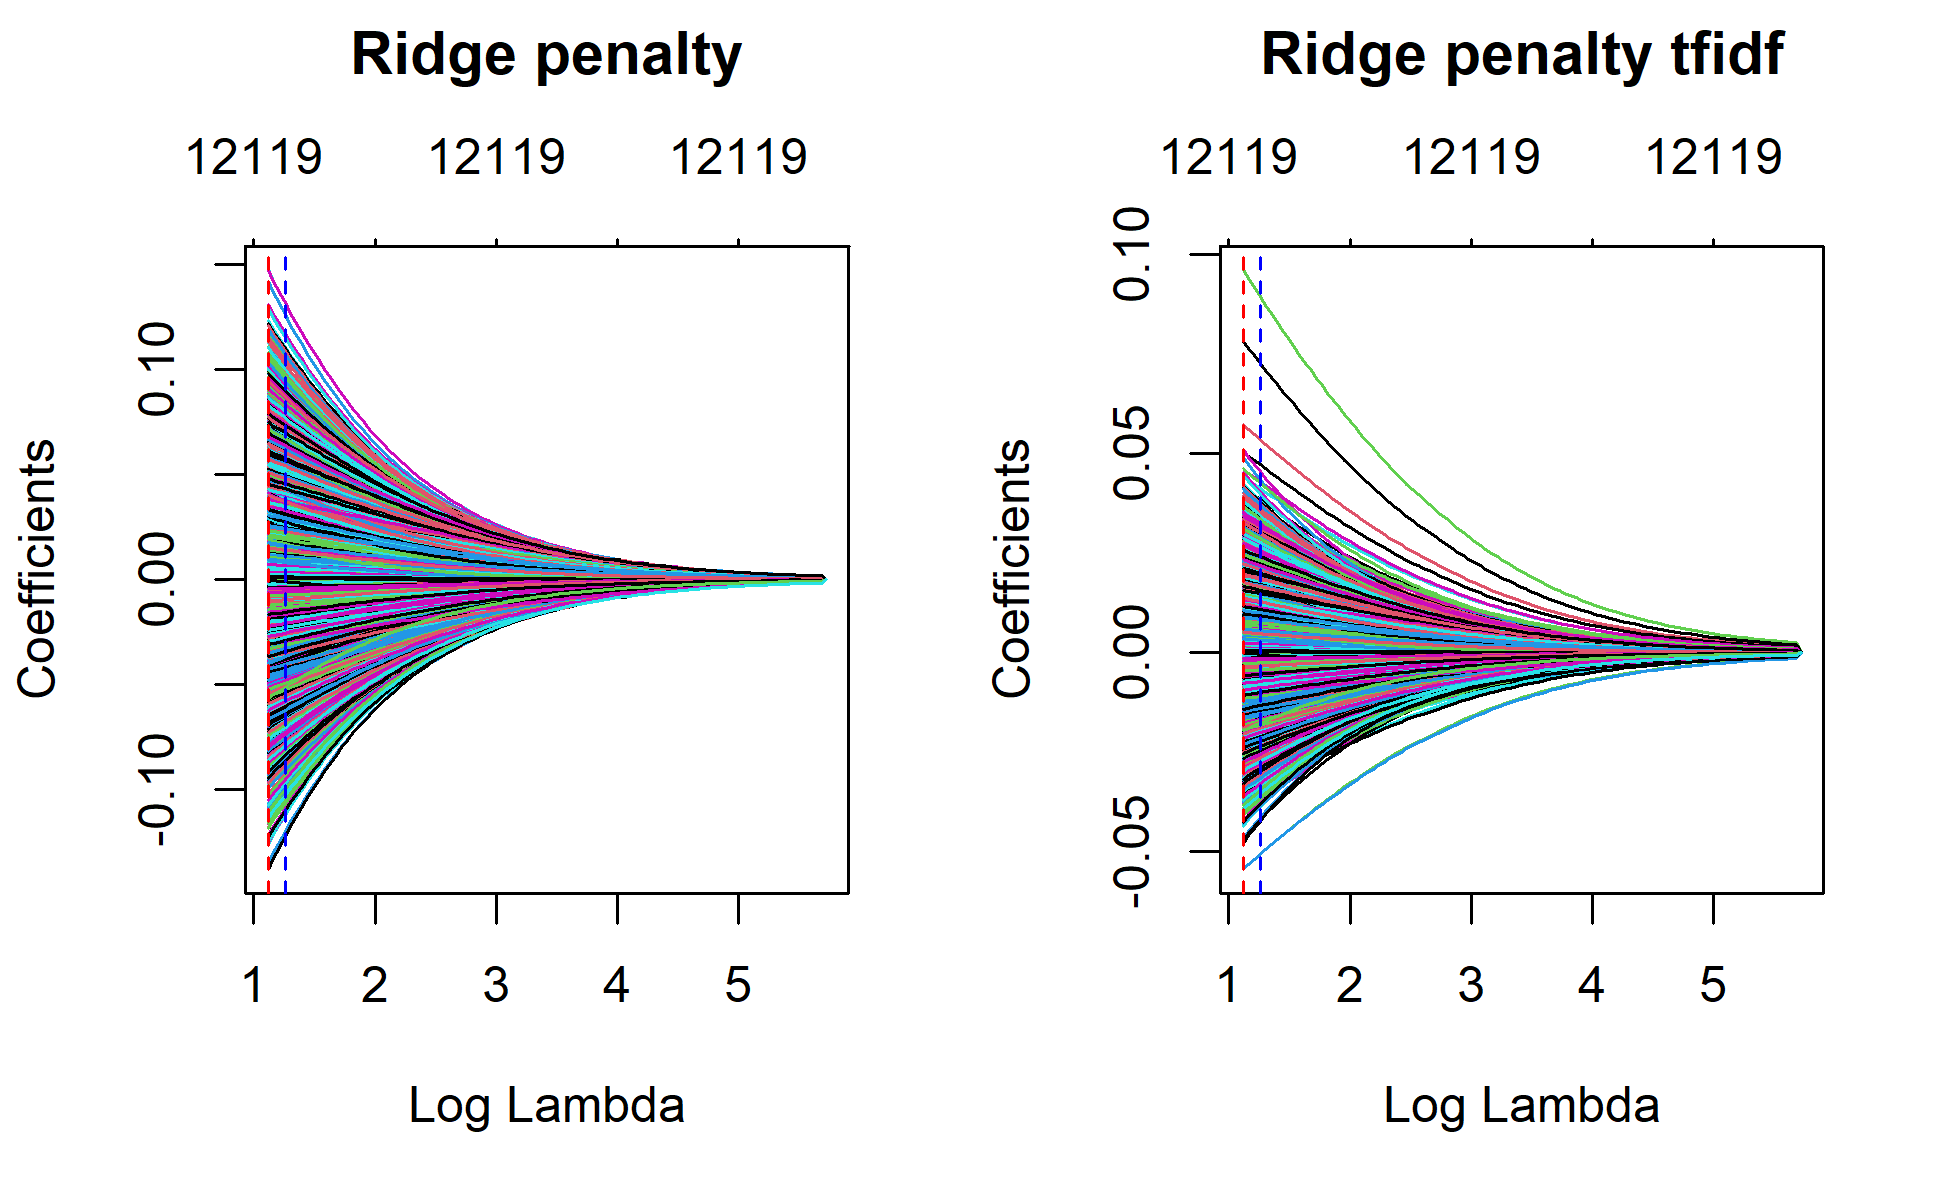 Ridge penalty
12119 12119 12119
Coefficients
0.10
0.00
-0.10
1 2 3 4 5
Log Lambda
Ridge penalty tfidf
12119 12119 12119
Coefficients
0.10
0.05
0.00
-0.05
1 2 3 4 5
Log Lambda